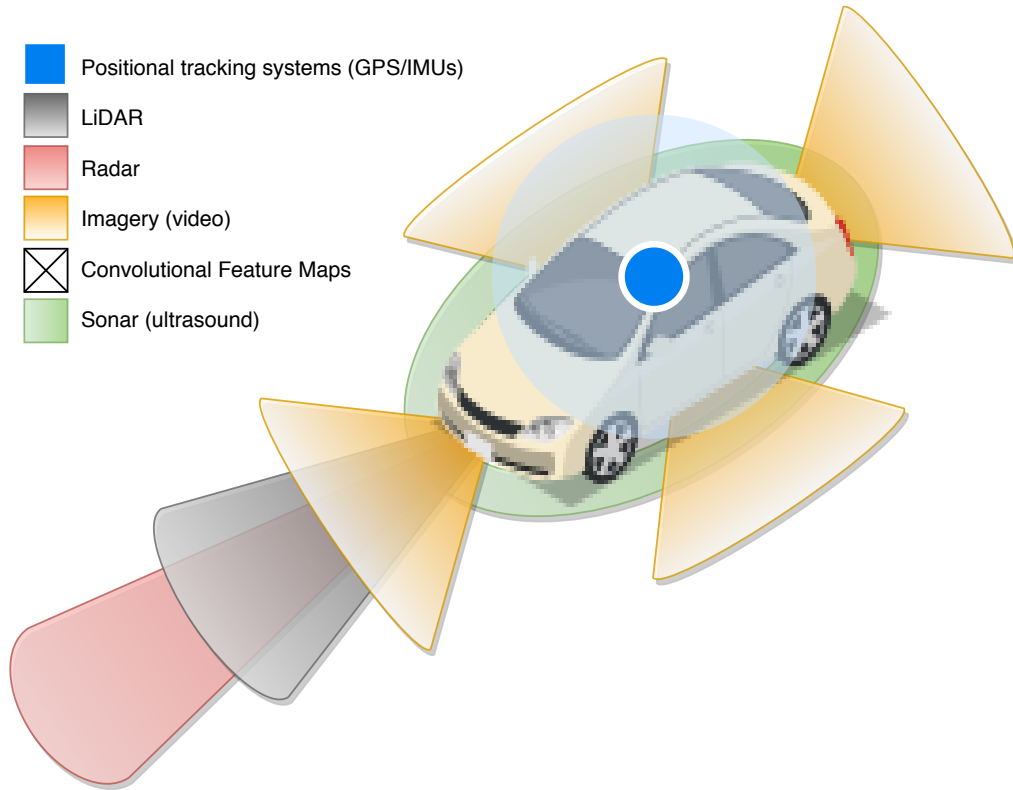 Positional tracking systems (GPS/IMUs)
LiDAR
Radar
Imagery (video)
Convolutional Feature Maps
Sonar (ultrasound)